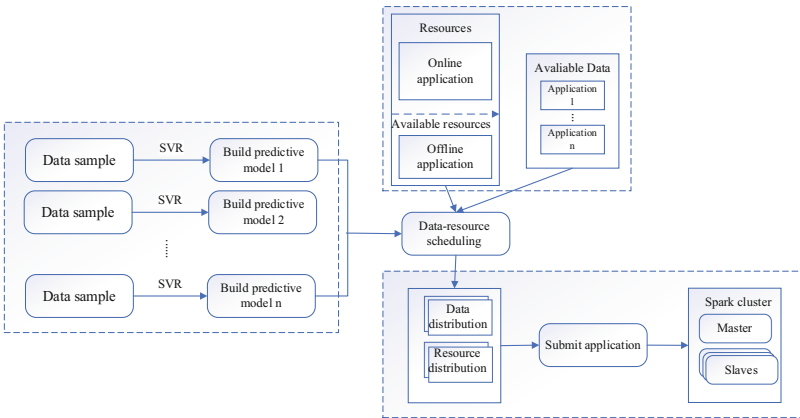 Resources
Online
application
Available resources
Offline
application
Avaliable Data
Application
1
⋮
Application
n
Data sample
SVR
Build predictive
model 1
Data sample
SVR
Build predictive
model 2
Data sample
SVR
Build predictive
model n
Data-resource
scheduling
Data
distribution
Resource
distribution
Submit application
Spark cluster
Master
Slaves